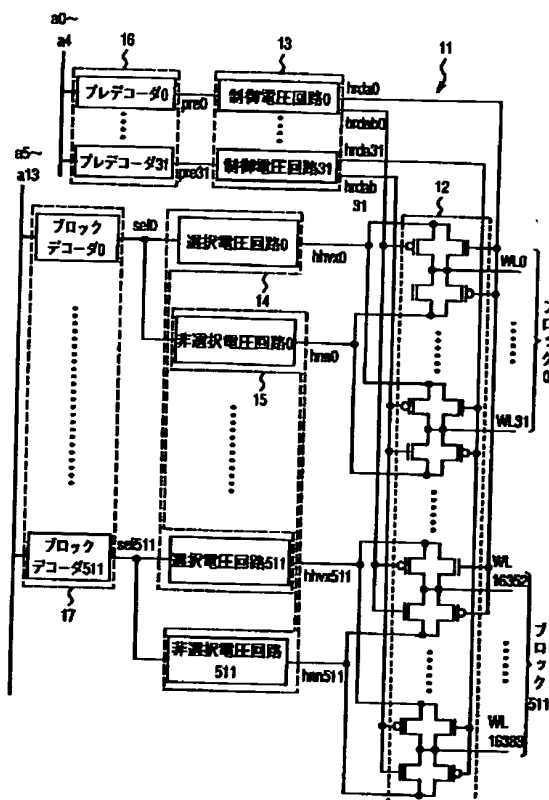 a0~
a4
16
13
11
プレデコーダ0
pre0
制御電圧回路0
hrda0
hrdab0
プレデコーダ31
pre31
制御電圧回路31
hrda31
hrdab
31
a5~
a13
12
ブロック
デコーダ0
sel0
選択電圧回路0
hhvx0
14
WL0
非選択電圧回路0
15
ブロック0
WL31
ブロック
デコーダ511
sel511
選択電圧回路511
hhvx511
17
WL
16352
非選択電圧回路
511
ブロック
511
WL
16383